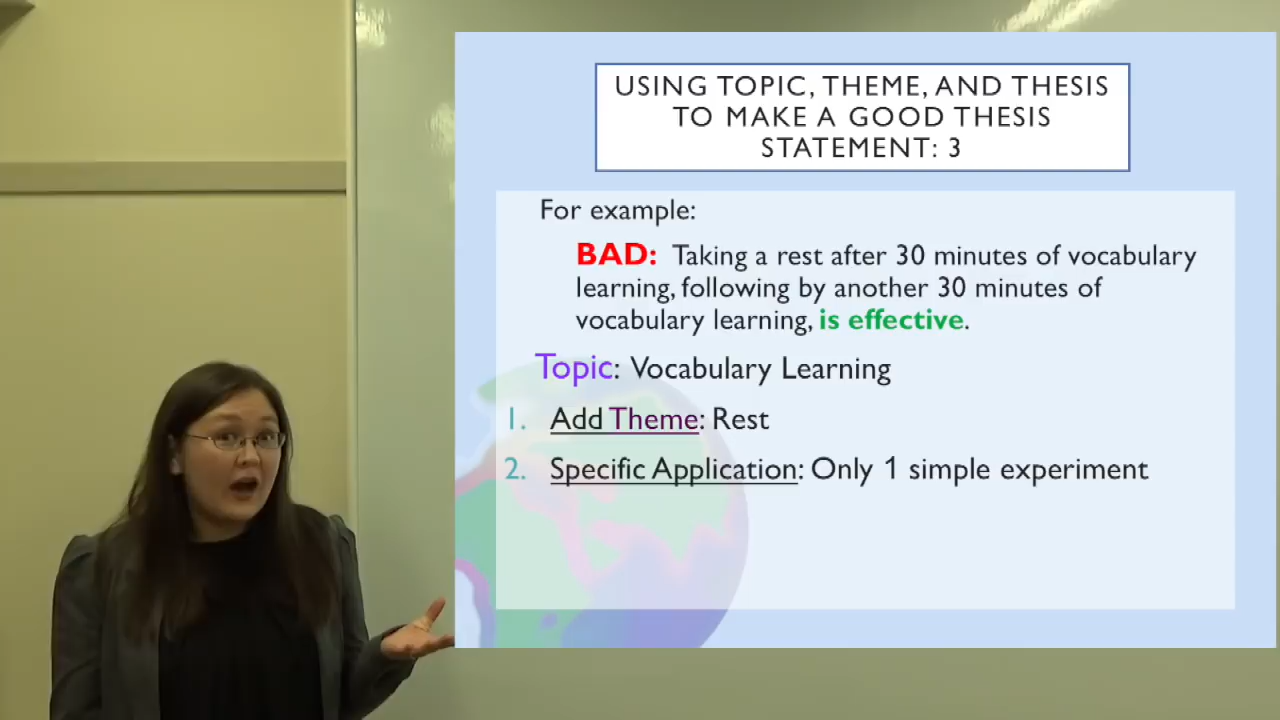 USING TOPIC, THEME, AND THESIS
TO MAKE A GOOD THESIS
STATEMENT: 3
For example:
BAD: Taking a rest after 30 minutes of vocabulary
learning, following by another 30 minutes of
vocabulary learning, is effective.
Topic: Vocabulary Learning
1. Add Theme: Rest
2. Specific Application: Only 1 simple experiment